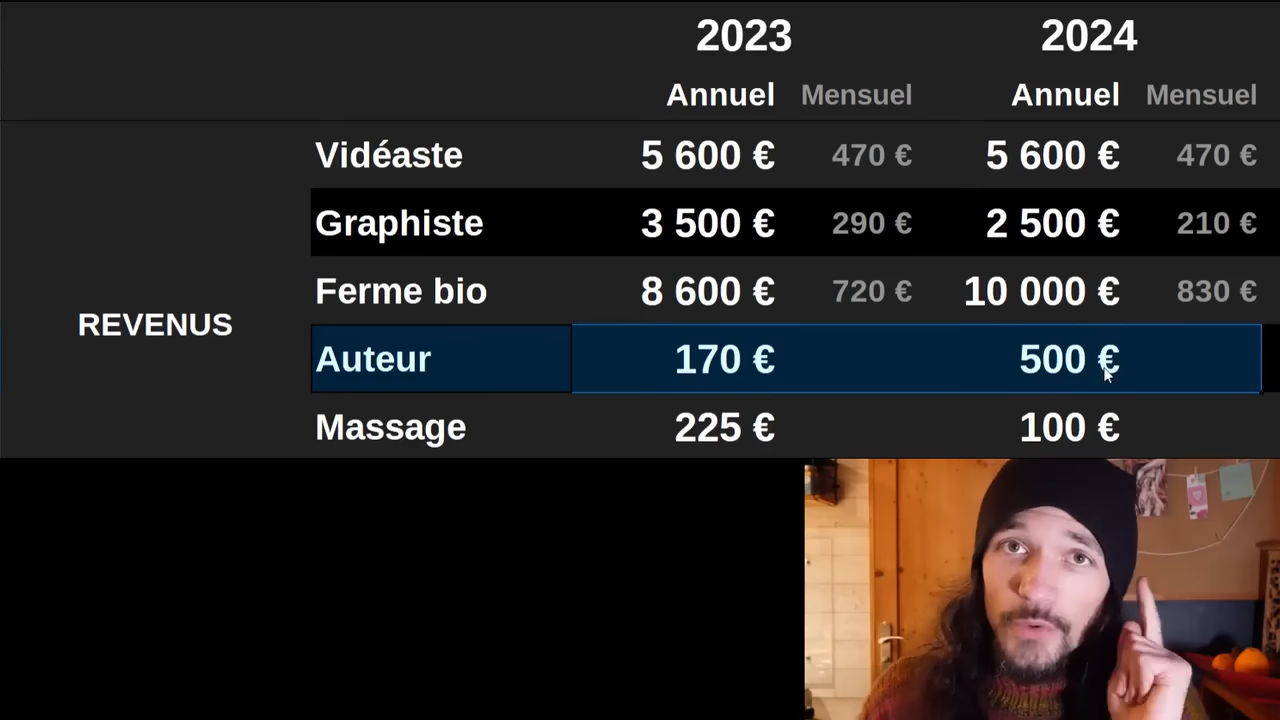 2023 2024
Annuel Mensuel Annuel Mensuel
Vidéaste 5 600 € 470 € 5 600 € 470 €
Graphiste 3 500 € 290 € 2 500 € 210 €
Ferme bio 8 600 € 720 € 10 000 € 830 €
REVENUS
Auteur 170 € 500 €
Massage 225 € 100 €